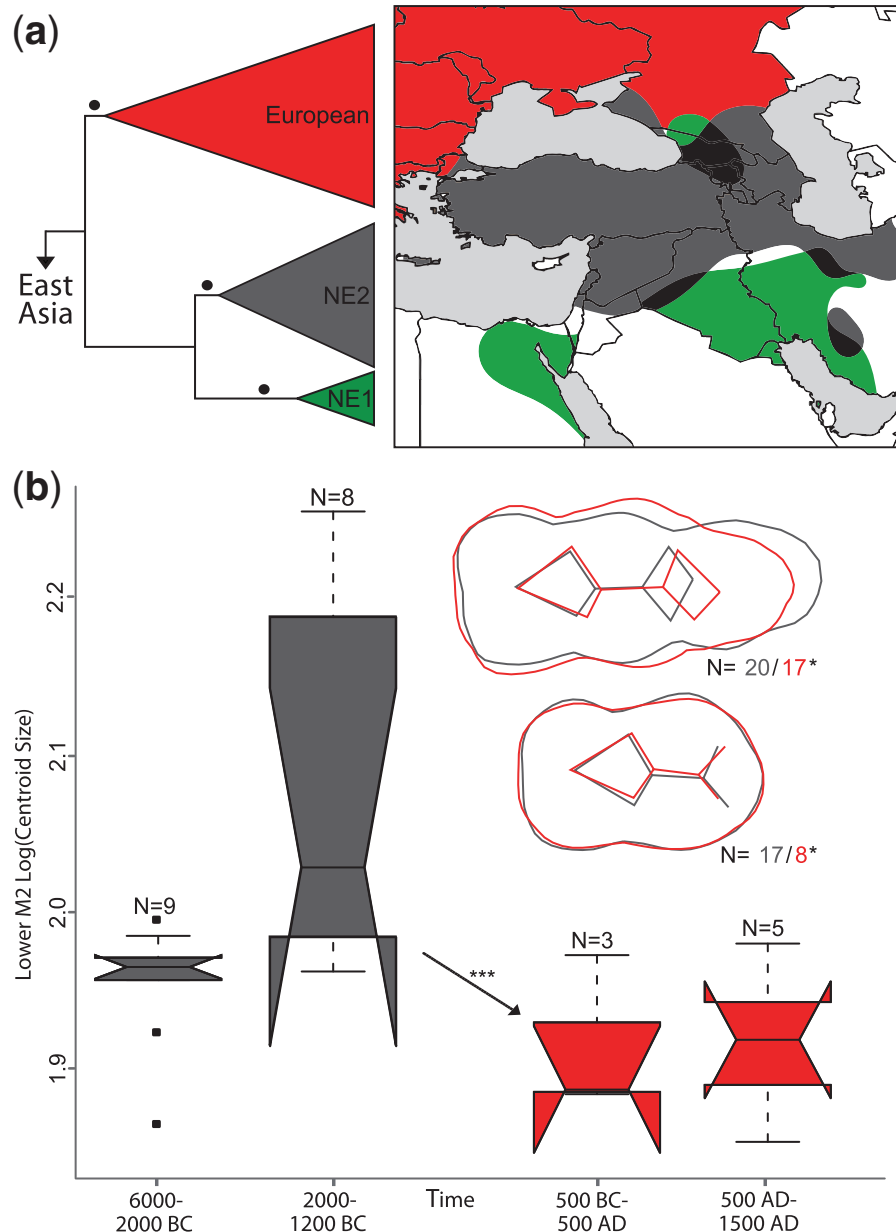 (a)
European
NE2
NE1
East
Asia
(b)
Lower M2 Log(Centroid Size)
2.2
2.1
2.0
1.9
N=9
N=8
N= 20/17*
N= 17/8*
***
N=3
N=5
6000-
2000 BC
2000-
1200 BC
Time
500 BC-
500 AD
500 AD-
1500 AD